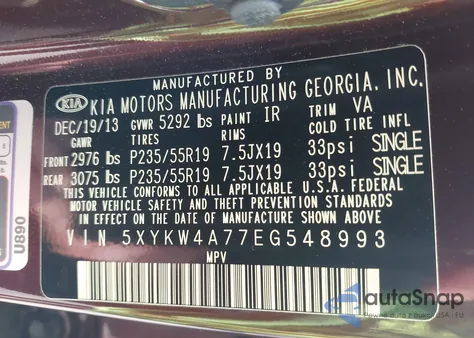 MANUFACTURED BY
KIA KIA MOTORS MANUFACTURING GEORGIA, INC.
DEC/19/13 GVWR 5292 lbs PAINT IR TRIM VA
GAWR TIRES RIMS COLD TIRE INFL
FRONT 2976 lbs P235/55R19 7.5JX19 33psi SINGLE
REAR 3075 lbs P235/55R19 7.5JX19 33psi SINGLE
THIS VEHICLE CONFORMS TO ALL APPLICABLE U.S.A. FEDERAL
MOTOR VEHICLE SAFETY AND THEFT PREVENTION STANDARDS
IN EFFECT ON THE DATE OF MANUFACTURE SHOWN ABOVE
VIN 5XYKW4A77EG548993
MPV
U890
autaSnap